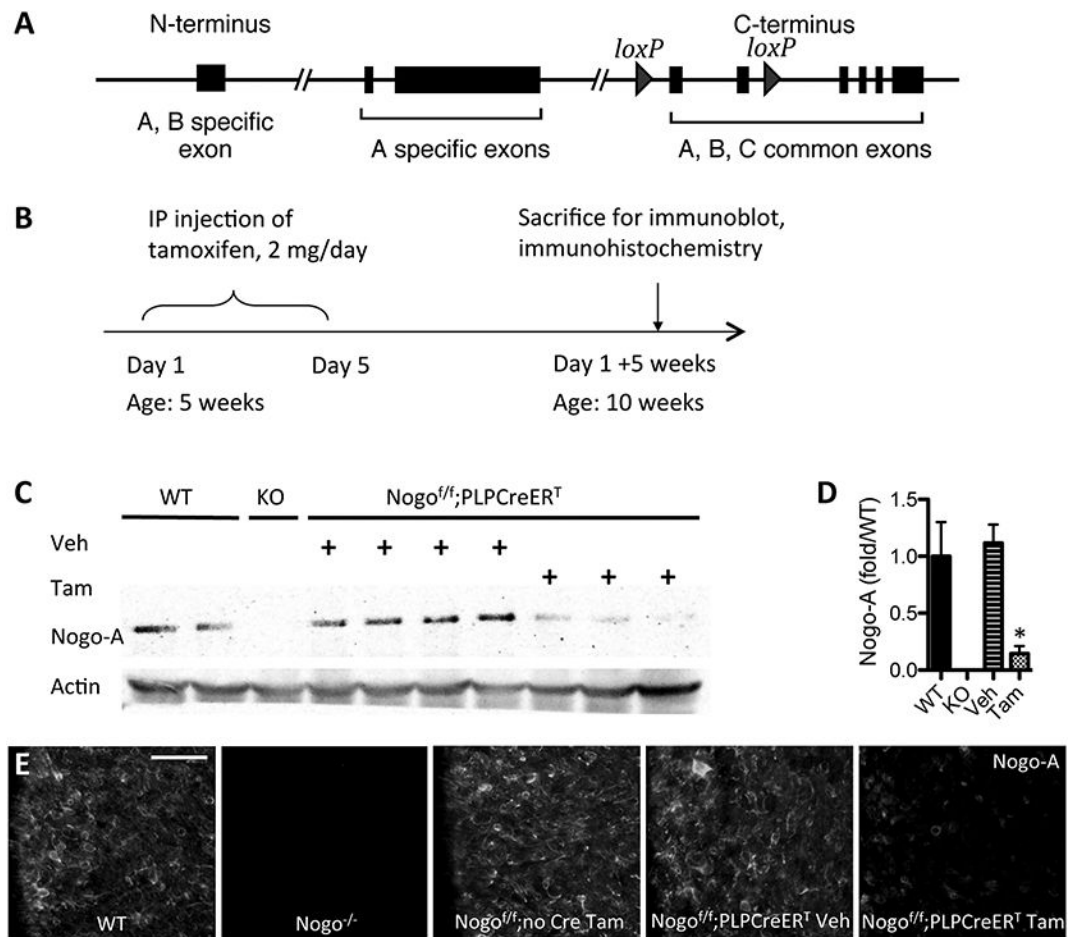 A
N-terminus
C-terminus
loxP
loxP
A, B specific
exon
A specific exons
A, B, C common exons
B
IP injection of
tamoxifen, 2 mg/day
Sacrifice for immunoblot,
immunohistochemistry
Day 1
Day 5
Day 1 +5 weeks
Age: 5 weeks
Age: 10 weeks
C
WT
KO
Nogoᶠ/ᶠ;PLPCreERᵀ
Veh
+ + + +
Tam
+ + +
Nogo-A
Actin
D
Nogo-A (fold/WT)
1.5
1.0
0.5
0.0
*
WT
KO
Veh
Tam
E
Nogo-A
WT
Nogo⁻/⁻
Nogoᶠ/ᶠ;no Cre Tam
Nogoᶠ/ᶠ;PLPCreERᵀ Veh
Nogoᶠ/ᶠ;PLPCreERᵀ Tam